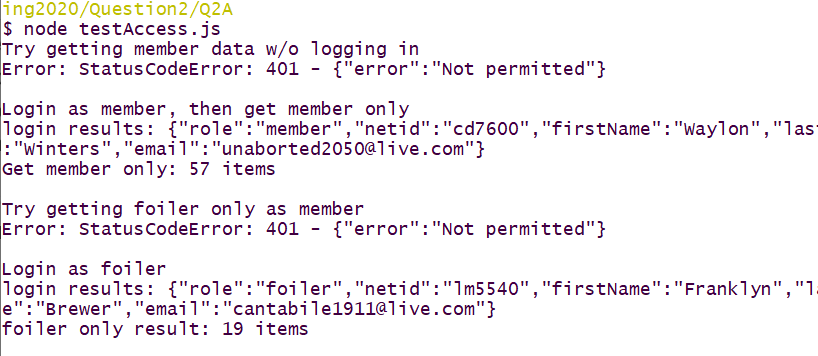 ing2020/Question2/Q2A
$ node testAccess.js
Try getting member data w/o logging in
Error: StatusCodeError: 401 - {"error":"Not permitted"}
Login as member, then get member only
login results: {"role":"member","netid":"cd7600","firstName":"Waylon","last
:"Winters","email":"unaborted2050@live.com"}
Get member only: 57 items
Try getting foiler only as member
Error: StatusCodeError: 401 - {"error":"Not permitted"}
Login as foiler
login results: {"role":"foiler","netid":"lm5540","firstName":"Franklyn","la
e":"Brewer","email":"cantabile1911@live.com"}
foiler only result: 19 items